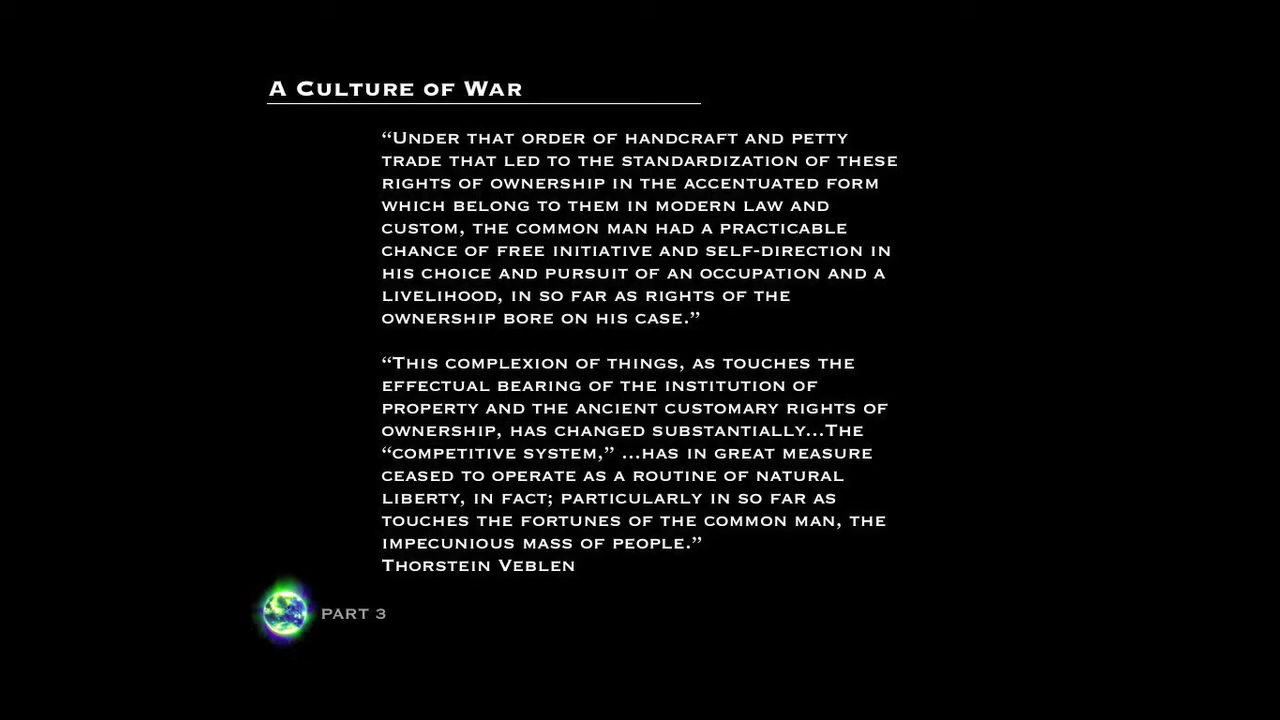 A Culture of War
“Under that order of handcraft and petty
trade that led to the standardization of these
rights of ownership in the accentuated form
which belong to them in modern law and
custom, the common man had a practicable
chance of free initiative and self-direction in
his choice and pursuit of an occupation and a
livelihood, in so far as rights of the
ownership bore on his case.”
“This complexion of things, as touches the
effectual bearing of the institution of
property and the ancient customary rights of
ownership, has changed substantially...The
“competitive system,” ...has in great measure
ceased to operate as a routine of natural
liberty, in fact; particularly in so far as
touches the fortunes of the common man, the
impecunious mass of people.”
Thorstein Veblen
PART 3